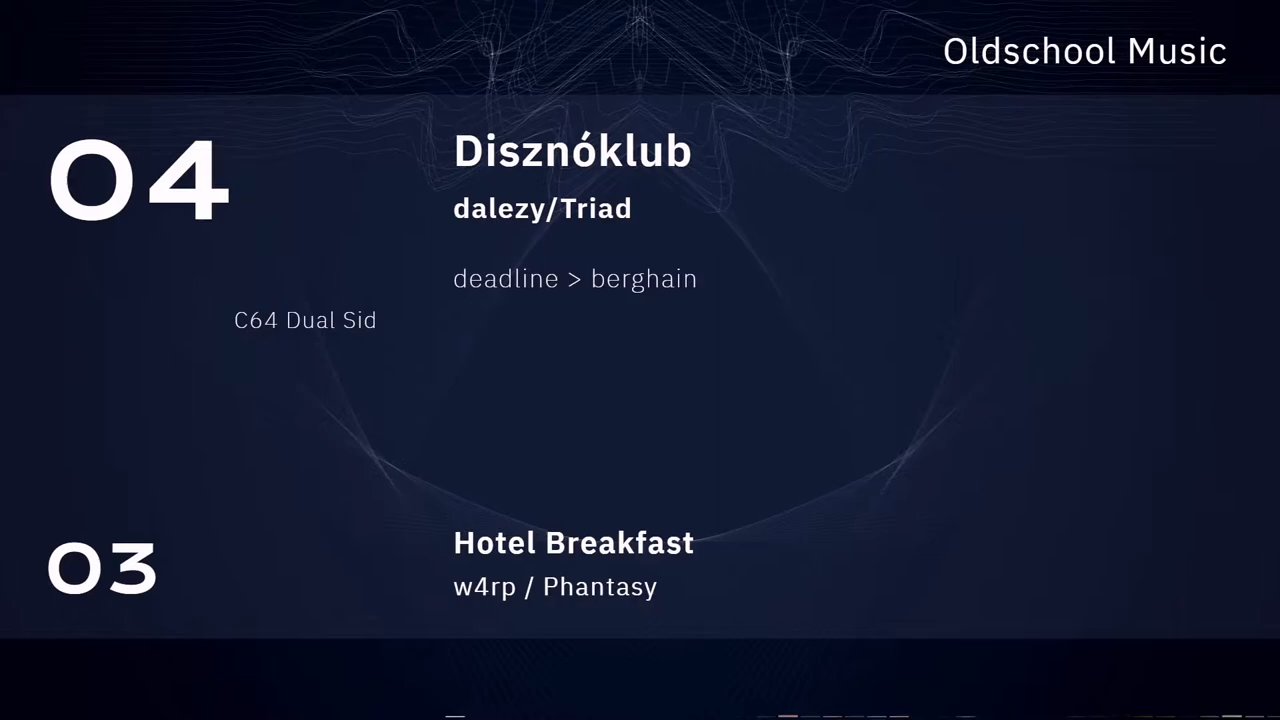 Oldschool Music
04
Disznóklub
dalezy/Triad
deadline > berghain
C64 Dual Sid
03
Hotel Breakfast
w4rp / Phantasy